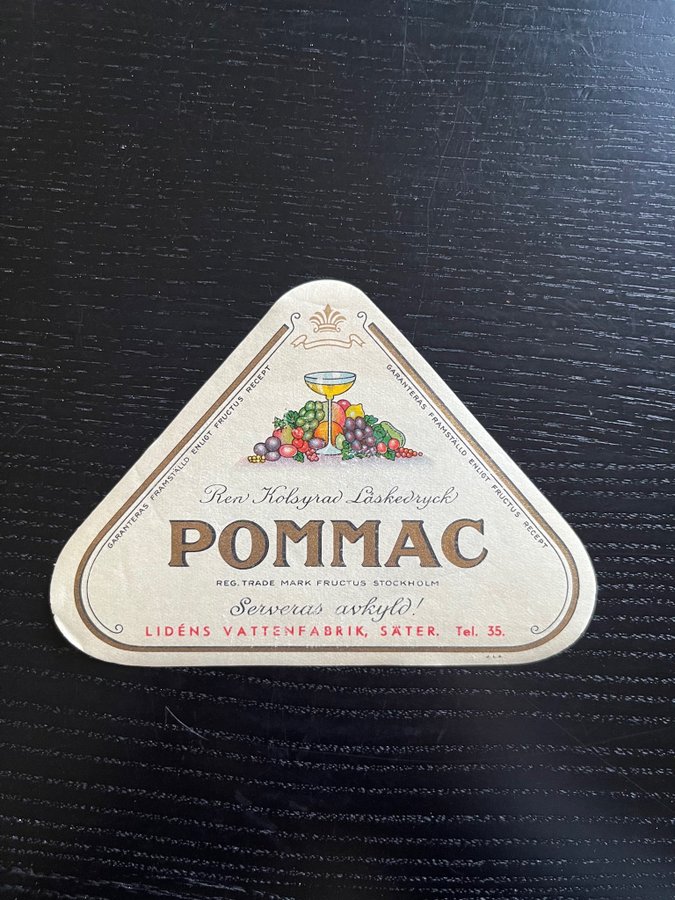 GARANTERAS FRAMSTÄLLD ENLIGT FRUCTUS RECEPT
GARANTERAS FRAMSTÄLLD ENLIGT FRUCTUS RECEPT
Ren Kolsyrad Läskedryck
POMMAC
REG. TRADE MARK FRUCTUS STOCKHOLM
Serveras avkyld!
LIDÉNS VATTENFABRIK, SÄTER. Tel. 35.